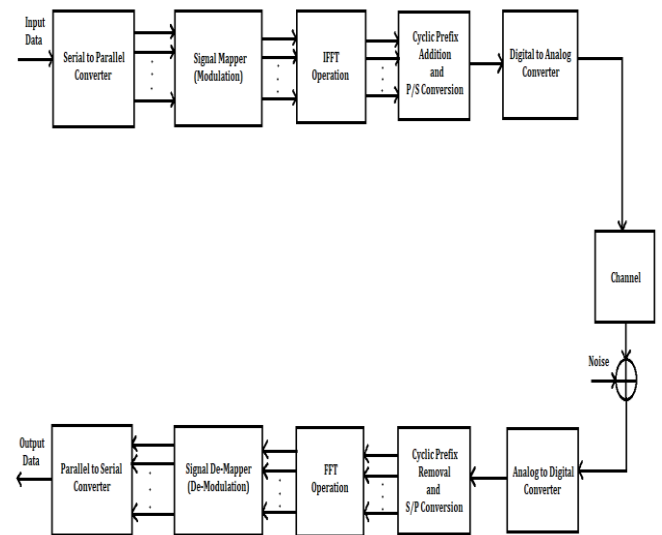 Input
Data
Serial to Parallel
Converter
Signal Mapper
(Modulation)
IFFT
Operation
Cyclic Prefix
Addition
and
P/S Conversion
Digital to Analog
Converter
Channel
Noise
Output
Data
Parallel to Serial
Converter
Signal De-Mapper
(De-Modulation)
FFT
Operation
Cyclic Prefix
Removal
and
S/P Conversion
Analog to Digital
Converter